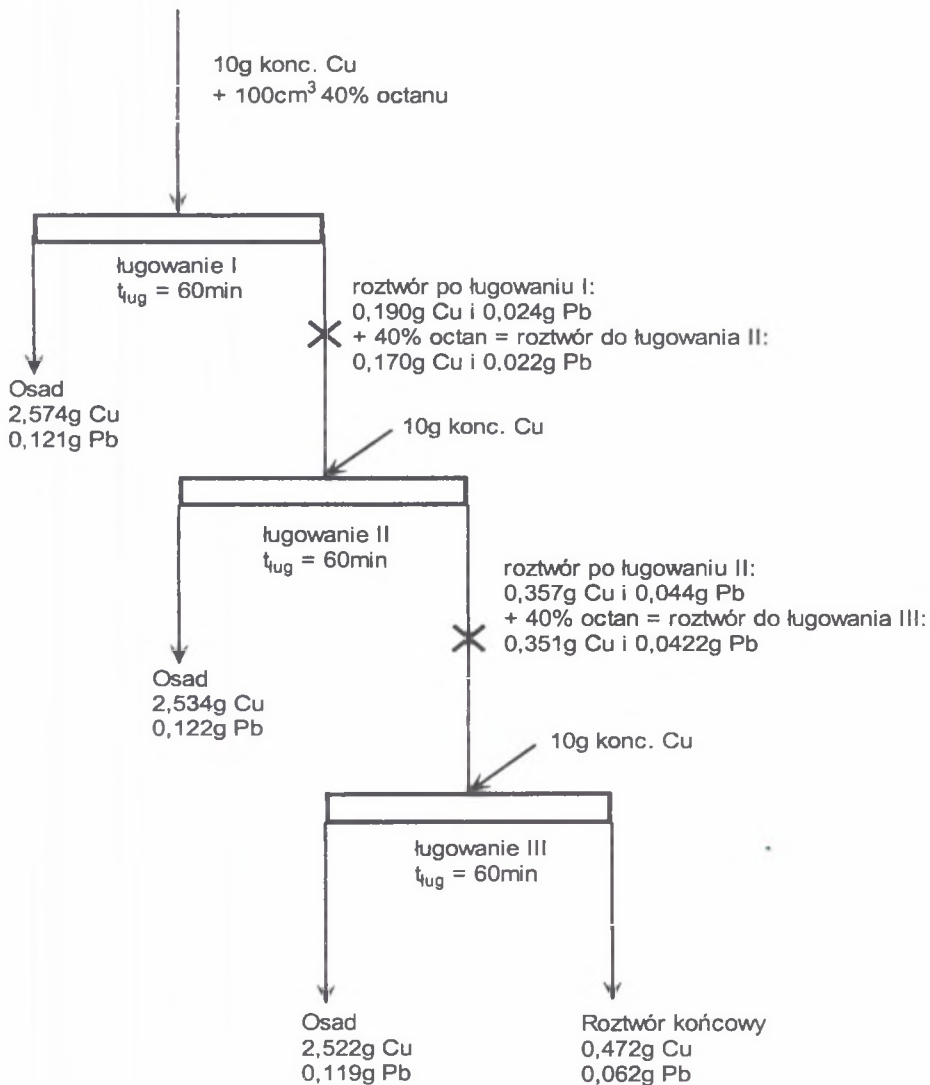 10g konc. Cu
+ 100cm³ 40% octanu
ługowanie I
tług = 60min
roztwór po ługowaniu I:
0,190g Cu i 0,024g Pb
+ 40% octan = roztwór do ługowania II:
0,170g Cu i 0,022g Pb
Osad
2,574g Cu
0,121g Pb
10g konc. Cu
ługowanie II
tług = 60min
roztwór po ługowaniu II:
0,357g Cu i 0,044g Pb
+ 40% octan = roztwór do ługowania III:
0,351g Cu i 0,0422g Pb
Osad
2,534g Cu
0,122g Pb
10g konc. Cu
ługowanie III
tług = 60min
Osad
2,522g Cu
0,119g Pb
Roztwór końcowy
0,472g Cu
0,062g Pb